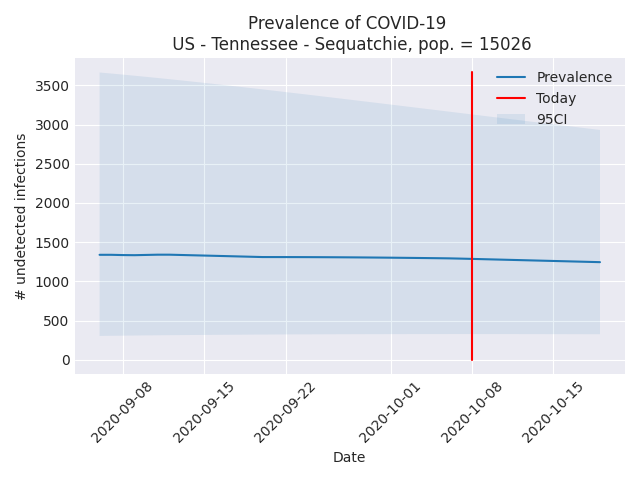 Prevalence of COVID-19
US - Tennessee - Sequatchie, pop. = 15026
Prevalence
Today
95CI
# undetected infections
3500
3000
2500
2000
1500
1000
500
0
2020-09-08
2020-09-15
2020-09-22
2020-10-01
2020-10-08
2020-10-15
Date